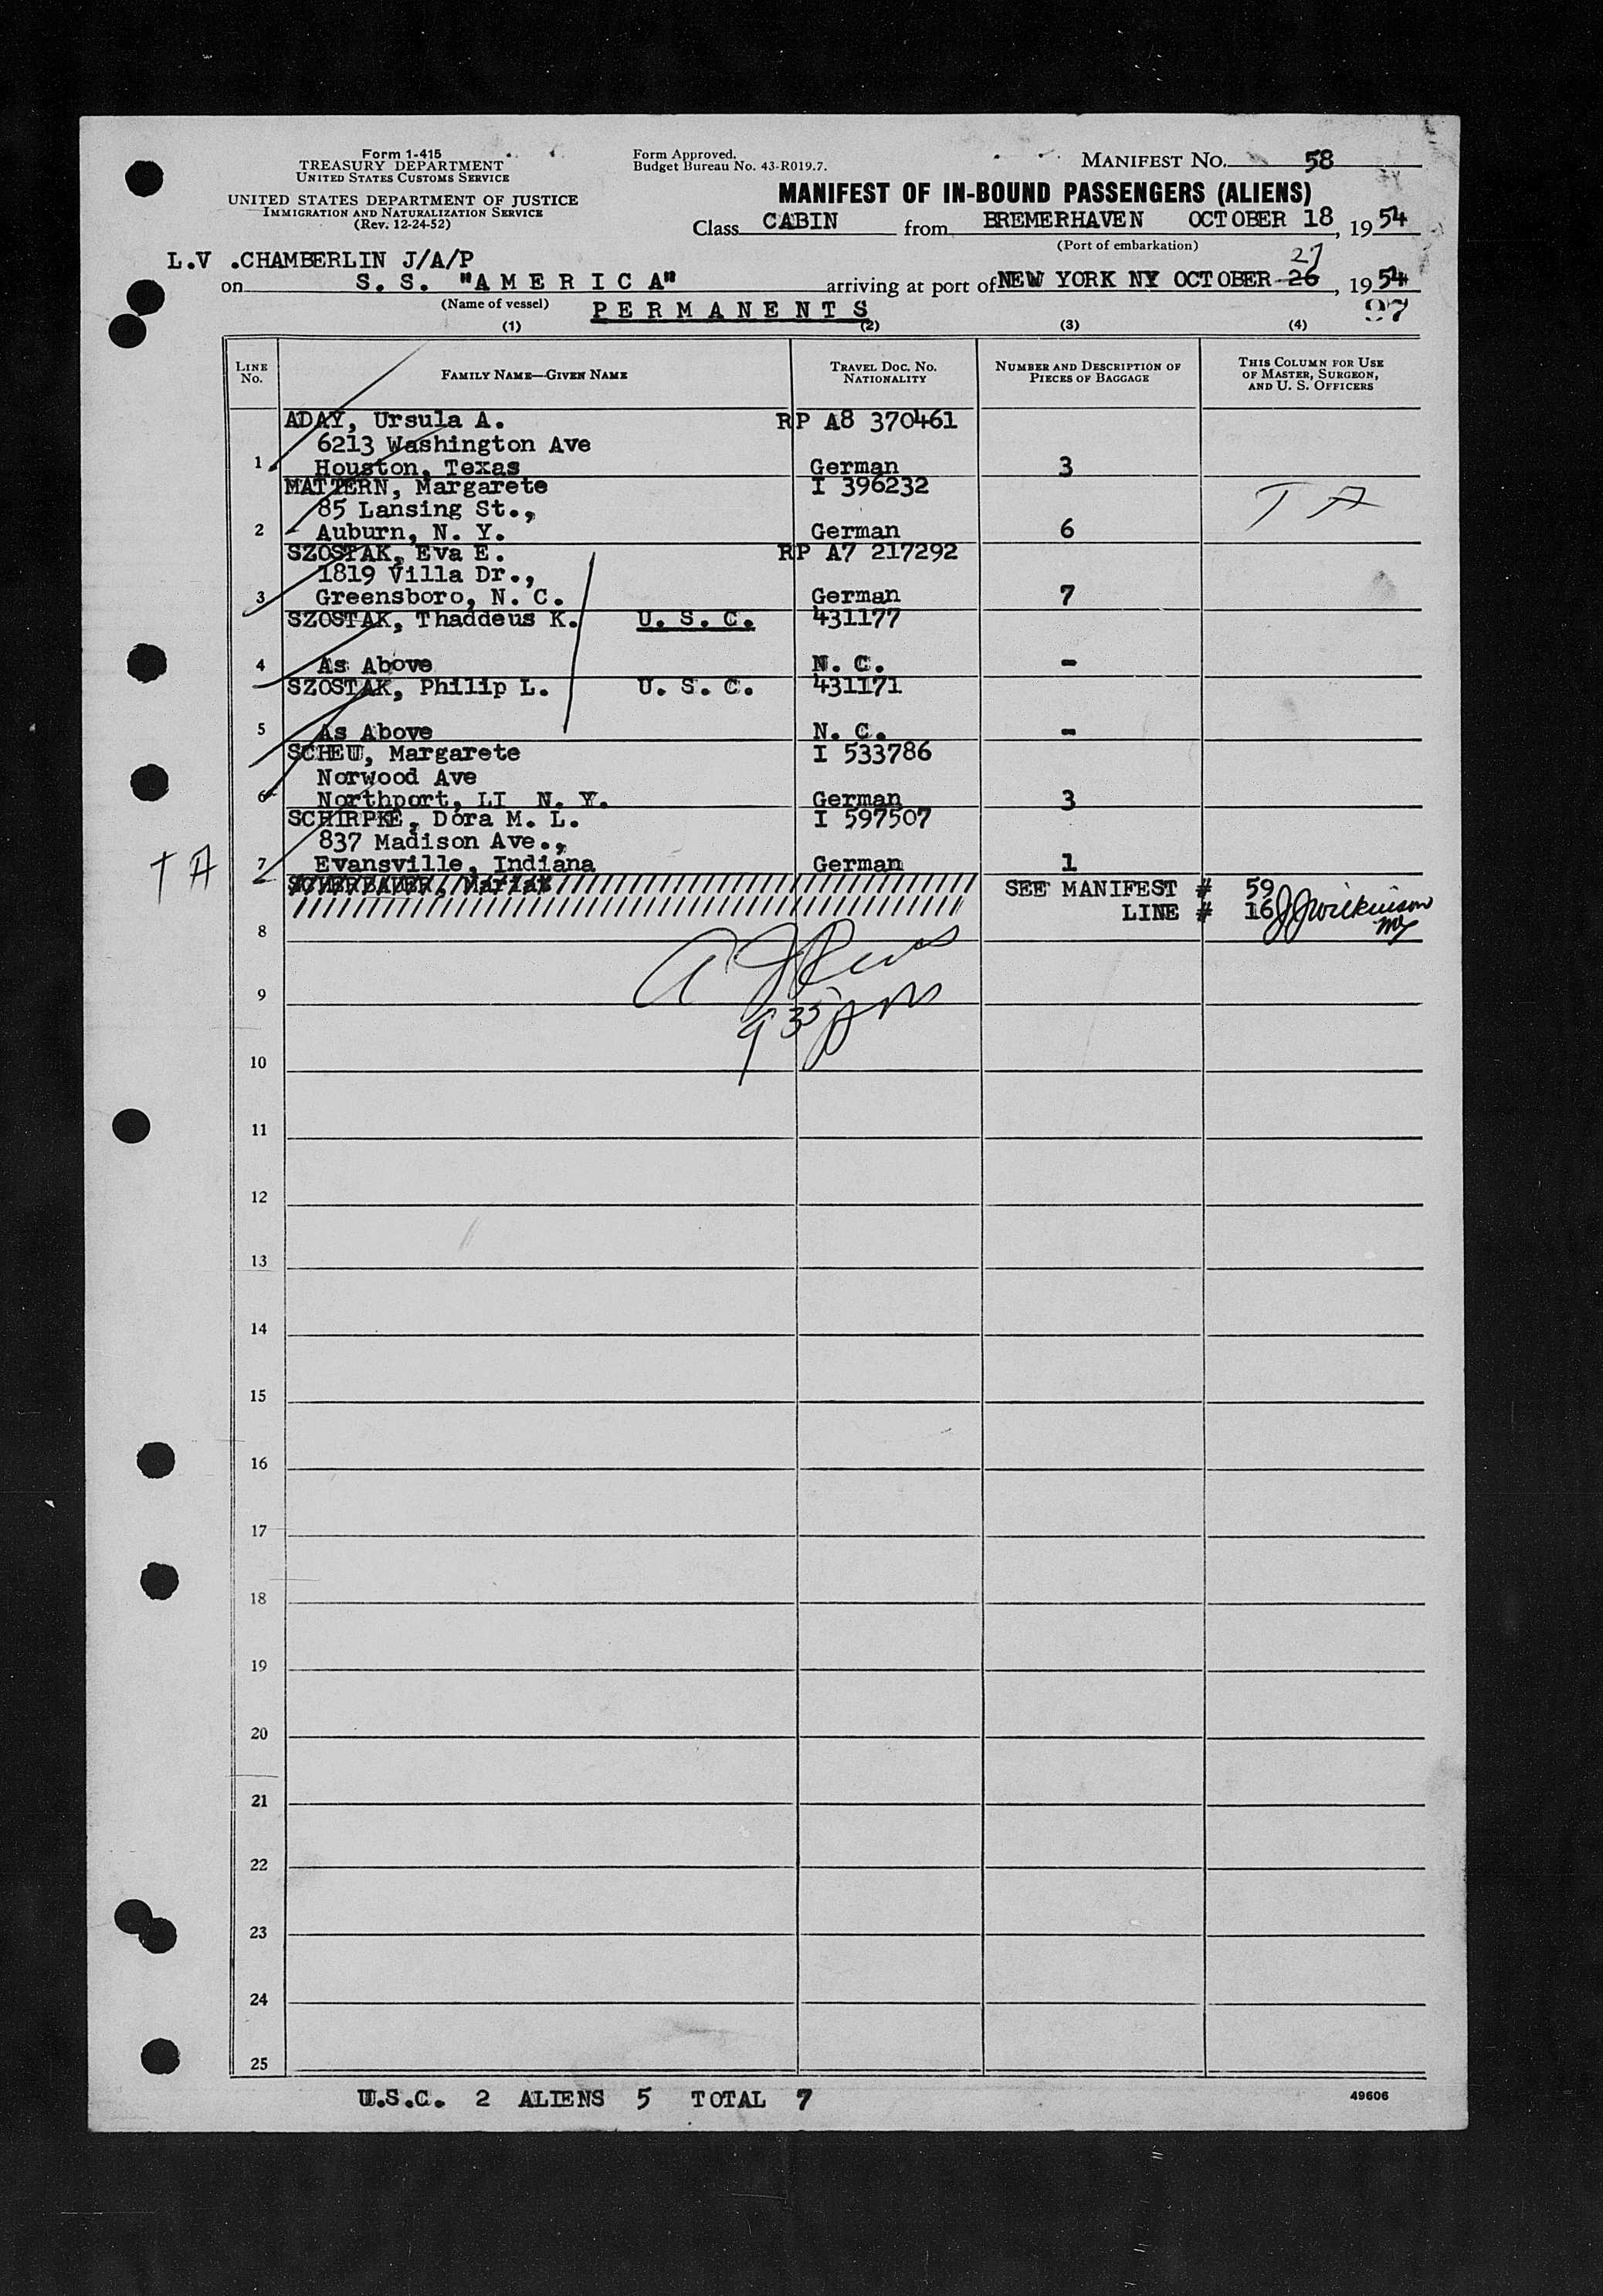 Form 1-415
TREASURY DEPARTMENT
UNITED STATES CUSTOMS SERVICE
UNITED STATES DEPARTMENT OF JUSTICE
IMMIGRATION AND NATURALIZATION SERVICE
(Rev. 12-24-52)
Form Approved.
Budget Bureau No. 43-R019.7.
MANIFEST NO. 58
MANIFEST OF IN-BOUND PASSENGERS (ALIENS)
Class CABIN from BREMERHAVEN OCTOBER 18, 1954
(Port of embarkation)
L.V .CHAMBERLIN J/A/P
27
on S. S. "A M E R I C A" arriving at port of NEW YORK NY OCTOBER 26, 1954
(Name of vessel)
P E R M A N E N T S
97
(1) (2) (3) (4)
LINE NO.
FAMILY NAME—GIVEN NAME
TRAVEL DOC. NO. NATIONALITY
NUMBER AND DESCRIPTION OF PIECES OF BAGGAGE
THIS COLUMN FOR USE OF MASTER, SURGEON, AND U. S. OFFICERS
ADAY, Ursula A. RP A8 370461
6213 Washington Ave
1 Houston, Texas German 3
MATTERN, Margarete I 396232
85 Lansing St., T A
2 Auburn, N. Y. German 6
SZOSTAK, Eva E. RP A7 217292
1819 Villa Dr.,
3 Greensboro, N. C. German 7
SZOSTAK, Thaddeus K. U. S. C. 431177
4 As Above N. C. -
SZOSTAK, Philip L. U. S. C. 431171
5 As Above N. C. -
SCHEU, Margarete I 533786
Norwood Ave
6 Northport, LI N. Y. German 3
SCHIRPKE, Dora M. L. I 597507
837 Madison Ave.,
T A 7 Evansville, Indiana German 1
SEE MANIFEST # 59
LINE # 16 JJWilkinson
8
9
9 35
10
11
12
13
14
15
16
17
18
19
20
21
22
23
24
25
U.S.C. 2 ALIENS 5 TOTAL 7
49606